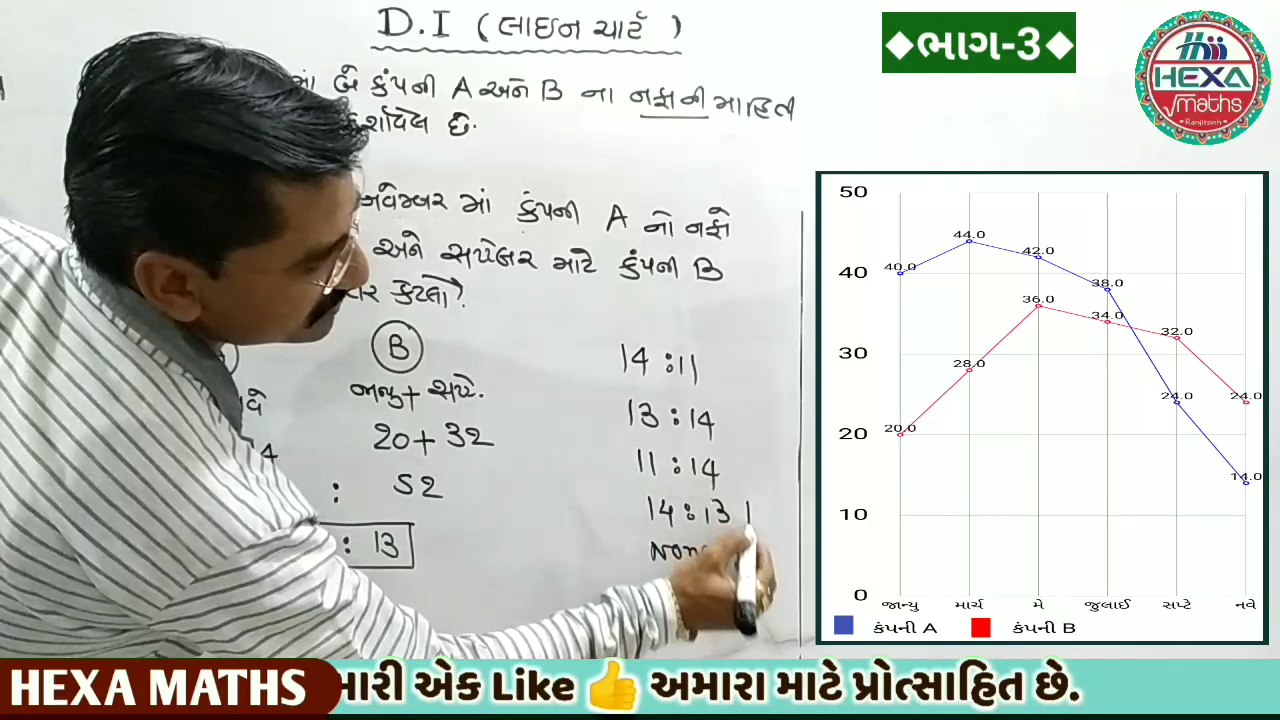 D.I (લાઇન ચાર્ટ)
◆ભાગ-3◆
HEXA
maths
Ranjitsinh
માં બે કંપની A અને B ના નફાની માહિતી
દર્શાવેલ છે.
નવેમ્બર માં કંપની A નો નફો
અને સપ્ટેમ્બર માટે કંપની B
કેટલો?
B
જાન્યુ + સપ્ટે.
20 + 32
: 52
: 13
14 : 11
13 : 14
11 : 14
14 : 13
50
40
30
20
10
0
40.0 44.0 42.0 38.0 24.0 14.0
20.0 28.0 36.0 34.0 32.0 24.0
જાન્યુ માર્ચ મે જુલાઈ સપ્ટે નવે
કંપની A કંપની B
HEXA MATHS મારી એક Like 👍 અમારા માટે પ્રોત્સાહિત છે.